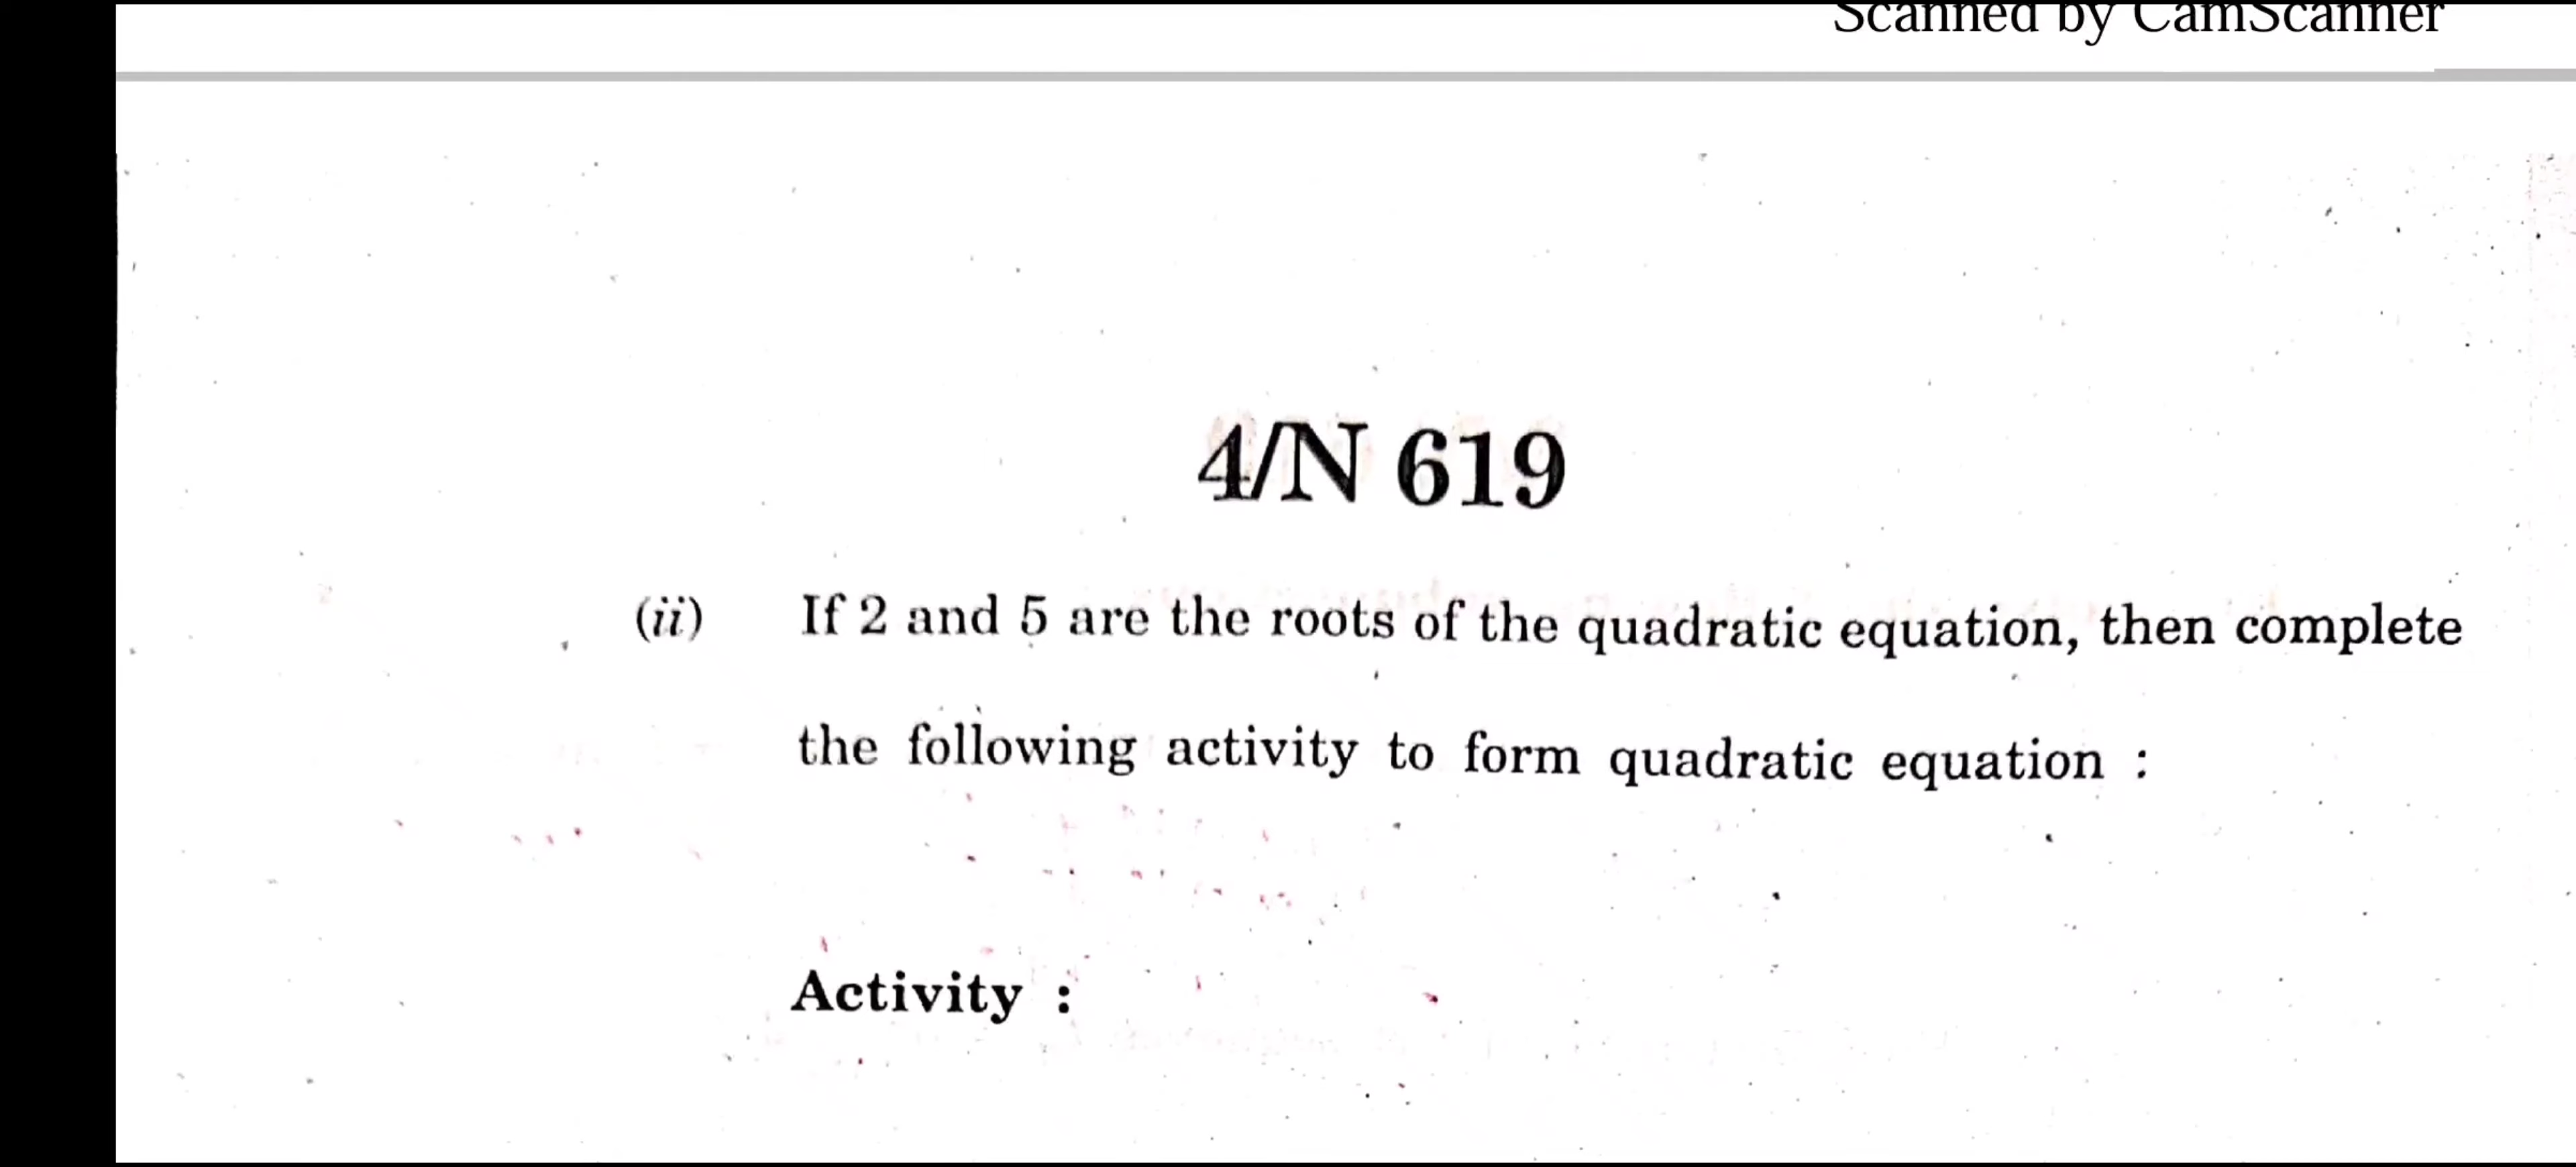 Scanned by CamScanner
4/N 619
(ii) If 2 and 5 are the roots of the quadratic equation, then complete
the following activity to form quadratic equation :
Activity :